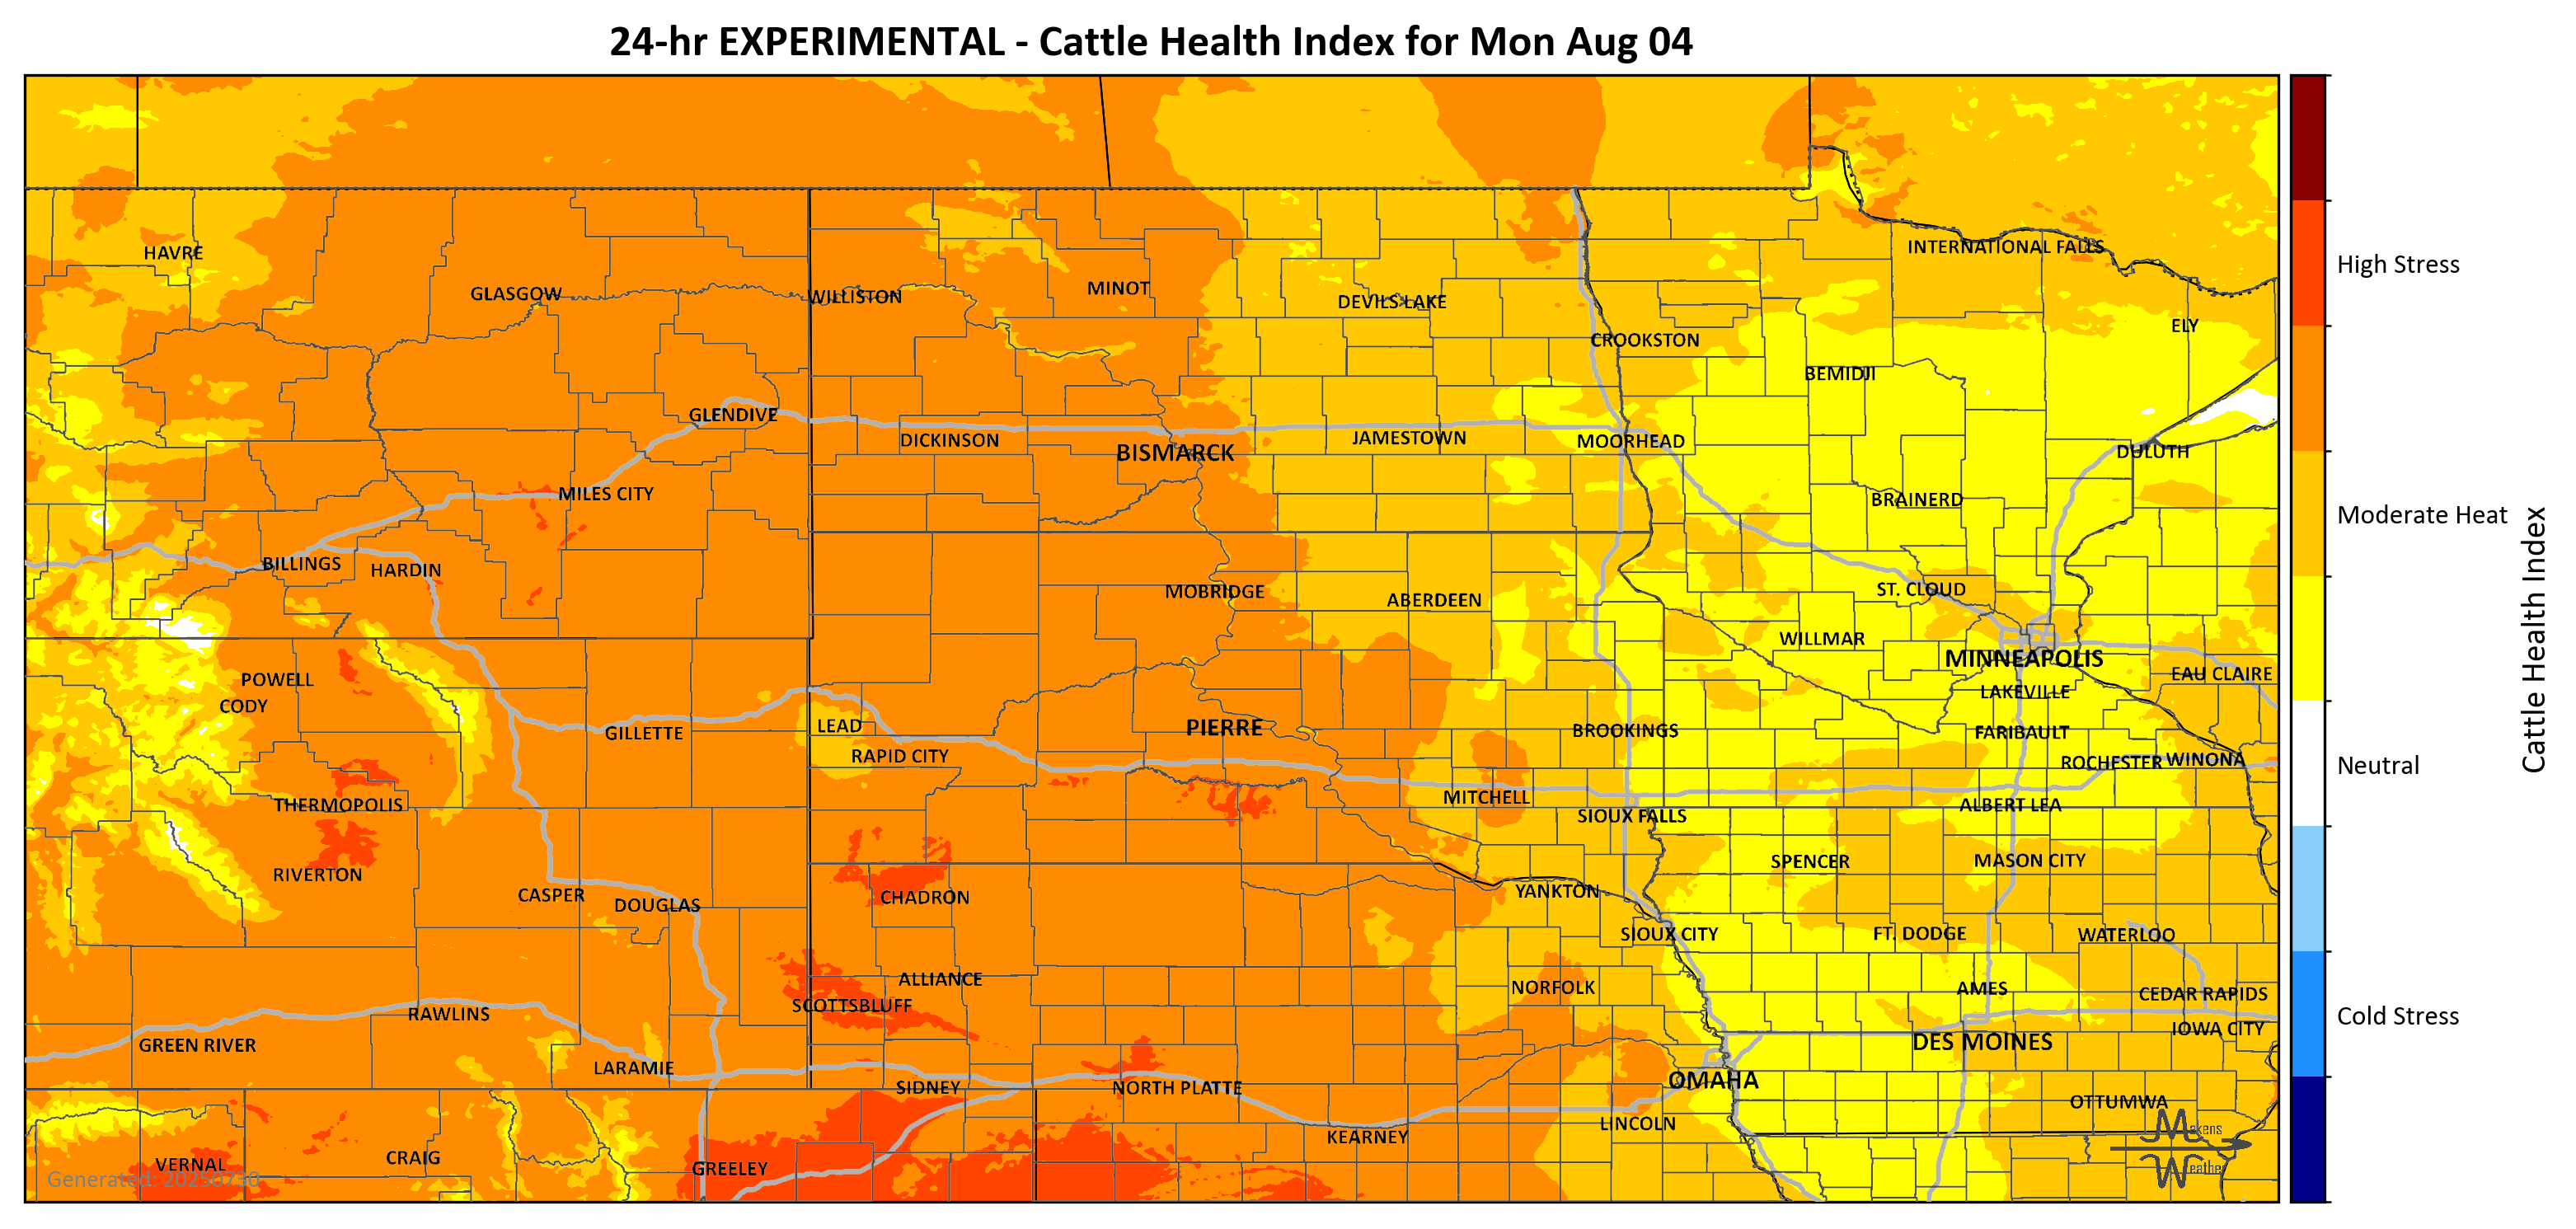 24-hr EXPERIMENTAL - Cattle Health Index for Mon Aug 04
HAVRE
INTERNATIONAL FALLS
GLASGOW
WILLISTON
MINOT
DEVILS LAKE
ELY
CROOKSTON
BEMIDJI
GLENDIVE
DICKINSON
BISMARCK
JAMESTOWN
MOORHEAD
DULUTH
MILES CITY
BRAINERD
BILLINGS
HARDIN
MOBRIDGE
ABERDEEN
ST. CLOUD
WILLMAR
MINNEAPOLIS
EAU CLAIRE
POWELL
CODY
LAKEVILLE
GILLETTE
LEAD
PIERRE
BROOKINGS
FARIBAULT
RAPID CITY
ROCHESTER
WINONA
THERMOPOLIS
MITCHELL
SIOUX FALLS
ALBERT LEA
RIVERTON
SPENCER
MASON CITY
CASPER
DOUGLAS
CHADRON
YANKTON
SIOUX CITY
FT. DODGE
WATERLOO
ALLIANCE
SCOTTSBLUFF
NORFOLK
AMES
CEDAR RAPIDS
RAWLINS
GREEN RIVER
IOWA CITY
DES MOINES
LARAMIE
SIDNEY
NORTH PLATTE
OMAHA
OTTUMWA
LINCOLN
KEARNEY
VERNAL
CRAIG
GREELEY
Generated: 20250730
Makens
Weather
High Stress
Moderate Heat
Neutral
Cold Stress
Cattle Health Index